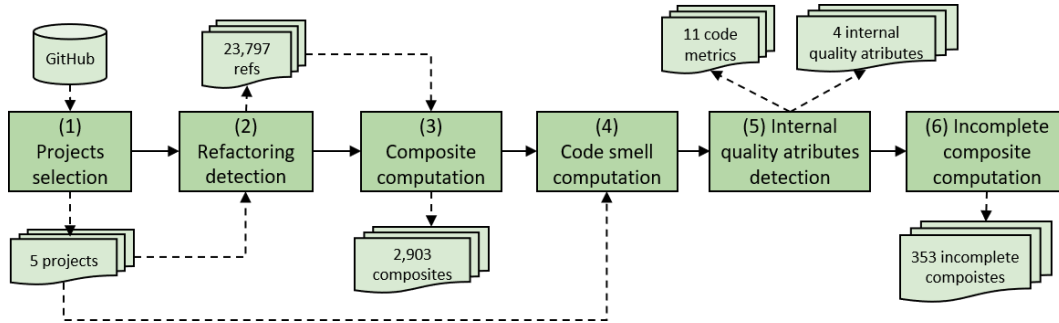 GitHub
23,797
refs
11 code
metrics
4 internal
quality atributes
(1)
Projects
selection
(2)
Refactoring
detection
(3)
Composite
computation
(4)
Code smell
computation
(5) Internal
quality atributes
detection
(6) Incomplete
composite
computation
5 projects
2,903
composites
353 incomplete
compoistes